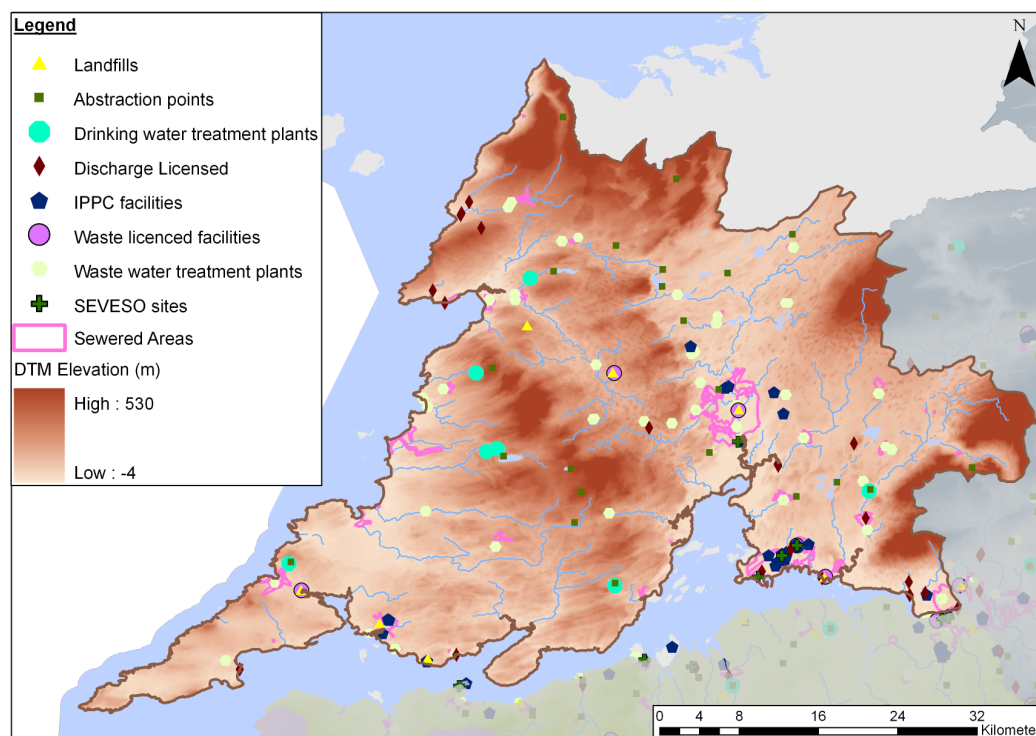 Legend
Landfills
Abstraction points
Drinking water treatment plants
Discharge Licensed
IPPC facilities
Waste licenced facilities
Waste water treatment plants
SEVESO sites
Sewered Areas
DTM Elevation (m)
High : 530
Low : -4
N
0 4 8 16 24 32
Kilomete